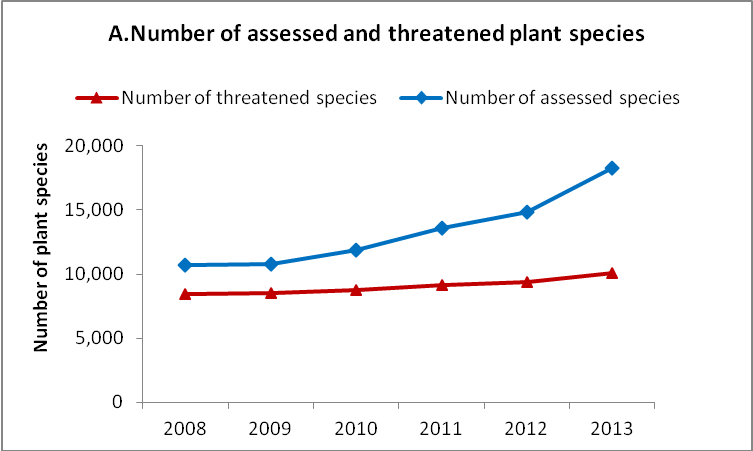 A.Number of assessed and threatened plant species
Number of threatened species
Number of assessed species
Number of plant species
20,000
15,000
10,000
5,000
0
2008 2009 2010 2011 2012 2013